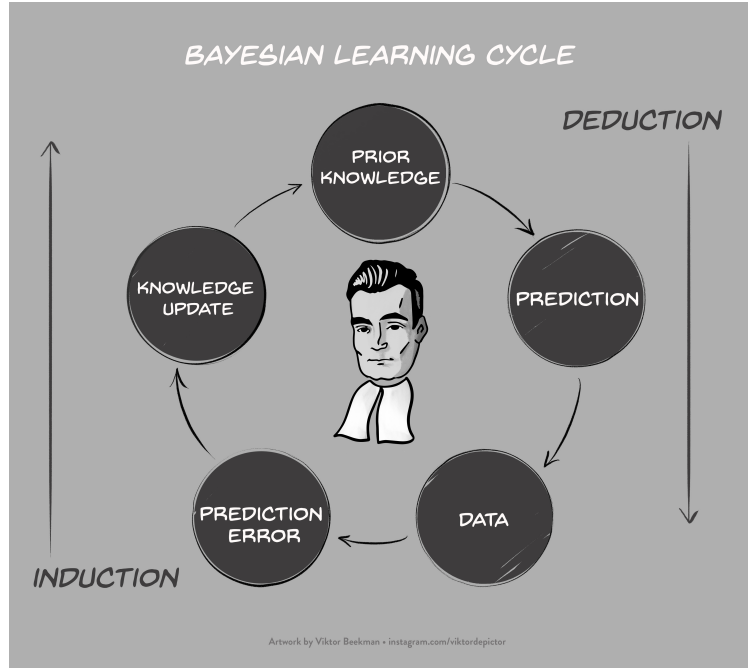 BAYESIAN LEARNING CYCLE
DEDUCTION
PRIOR
KNOWLEDGE
PREDICTION
DATA
PREDICTION
ERROR
KNOWLEDGE
UPDATE
INDUCTION
Artwork by Viktor Beekman • instagram.com/viktordepictor